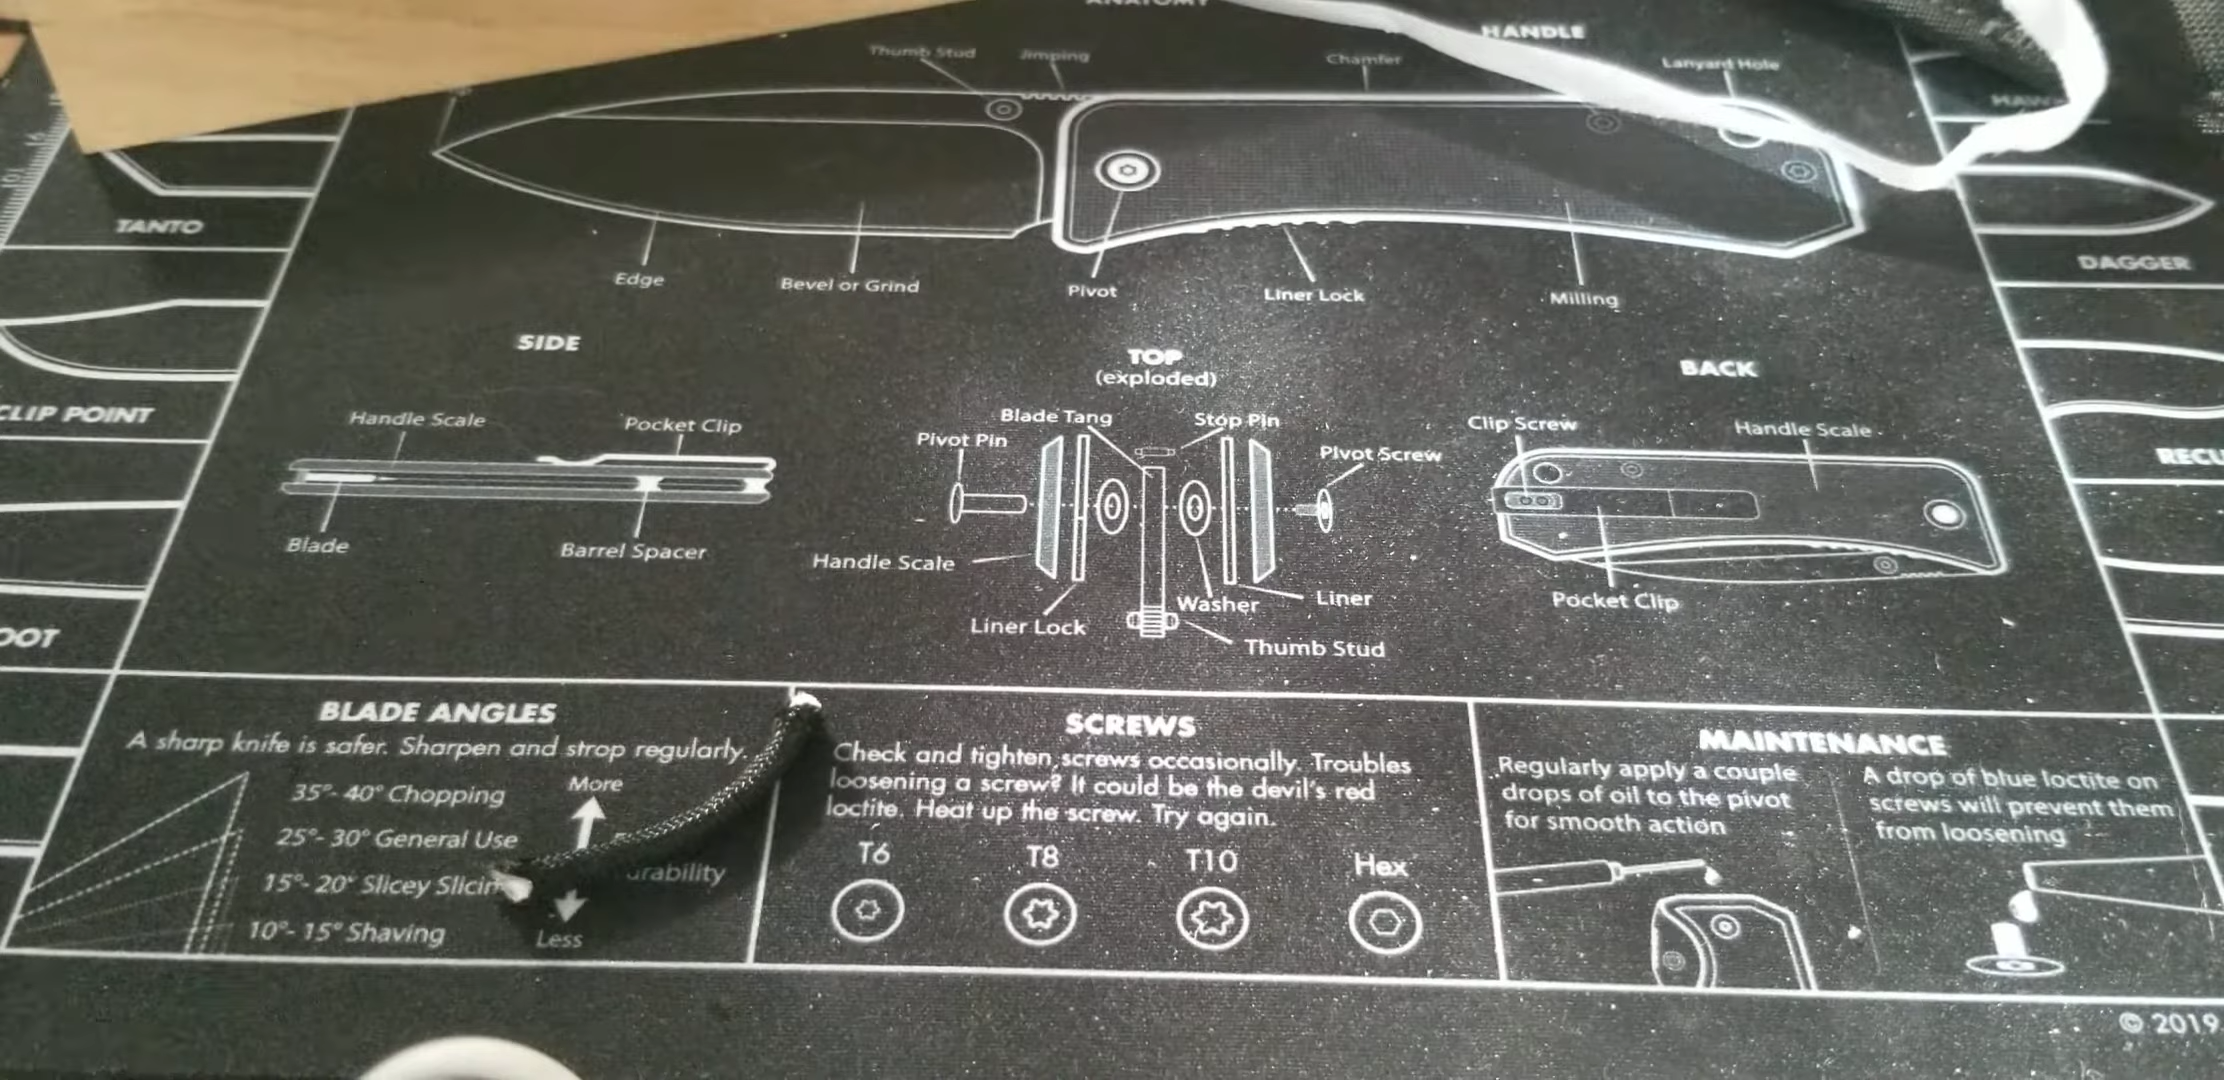 ANATOMY
HANDLE
Thumb Stud
Jimping
Chamfer
Lanyard Hole
TANTO
Edge
Bevel or Grind
Pivot
Liner Lock
Milling
DAGGER
SIDE
TOP
(exploded)
BACK
CLIP POINT
Handle Scale
Pocket Clip
Blade
Barrel Spacer
Blade Tang
Stop Pin
Pivot Pin
Pivot Screw
Handle Scale
Liner Lock
Washer
Liner
Thumb Stud
Clip Screw
Handle Scale
Pocket Clip
RECU
OOT
BLADE ANGLES
A sharp knife is safer. Sharpen and strop regularly.
35°- 40° Chopping
25°- 30° General Use
15°- 20° Slicey Slicin
10°- 15° Shaving
More
urability
Less
SCREWS
Check and tighten screws occasionally. Troubles
loosening a screw? It could be the devil's red
loctite. Heat up the screw. Try again.
T6
T8
T10
Hex
MAINTENANCE
Regularly apply a couple
drops of oil to the pivot
for smooth action
A drop of blue loctite on
screws will prevent them
from loosening
© 2019